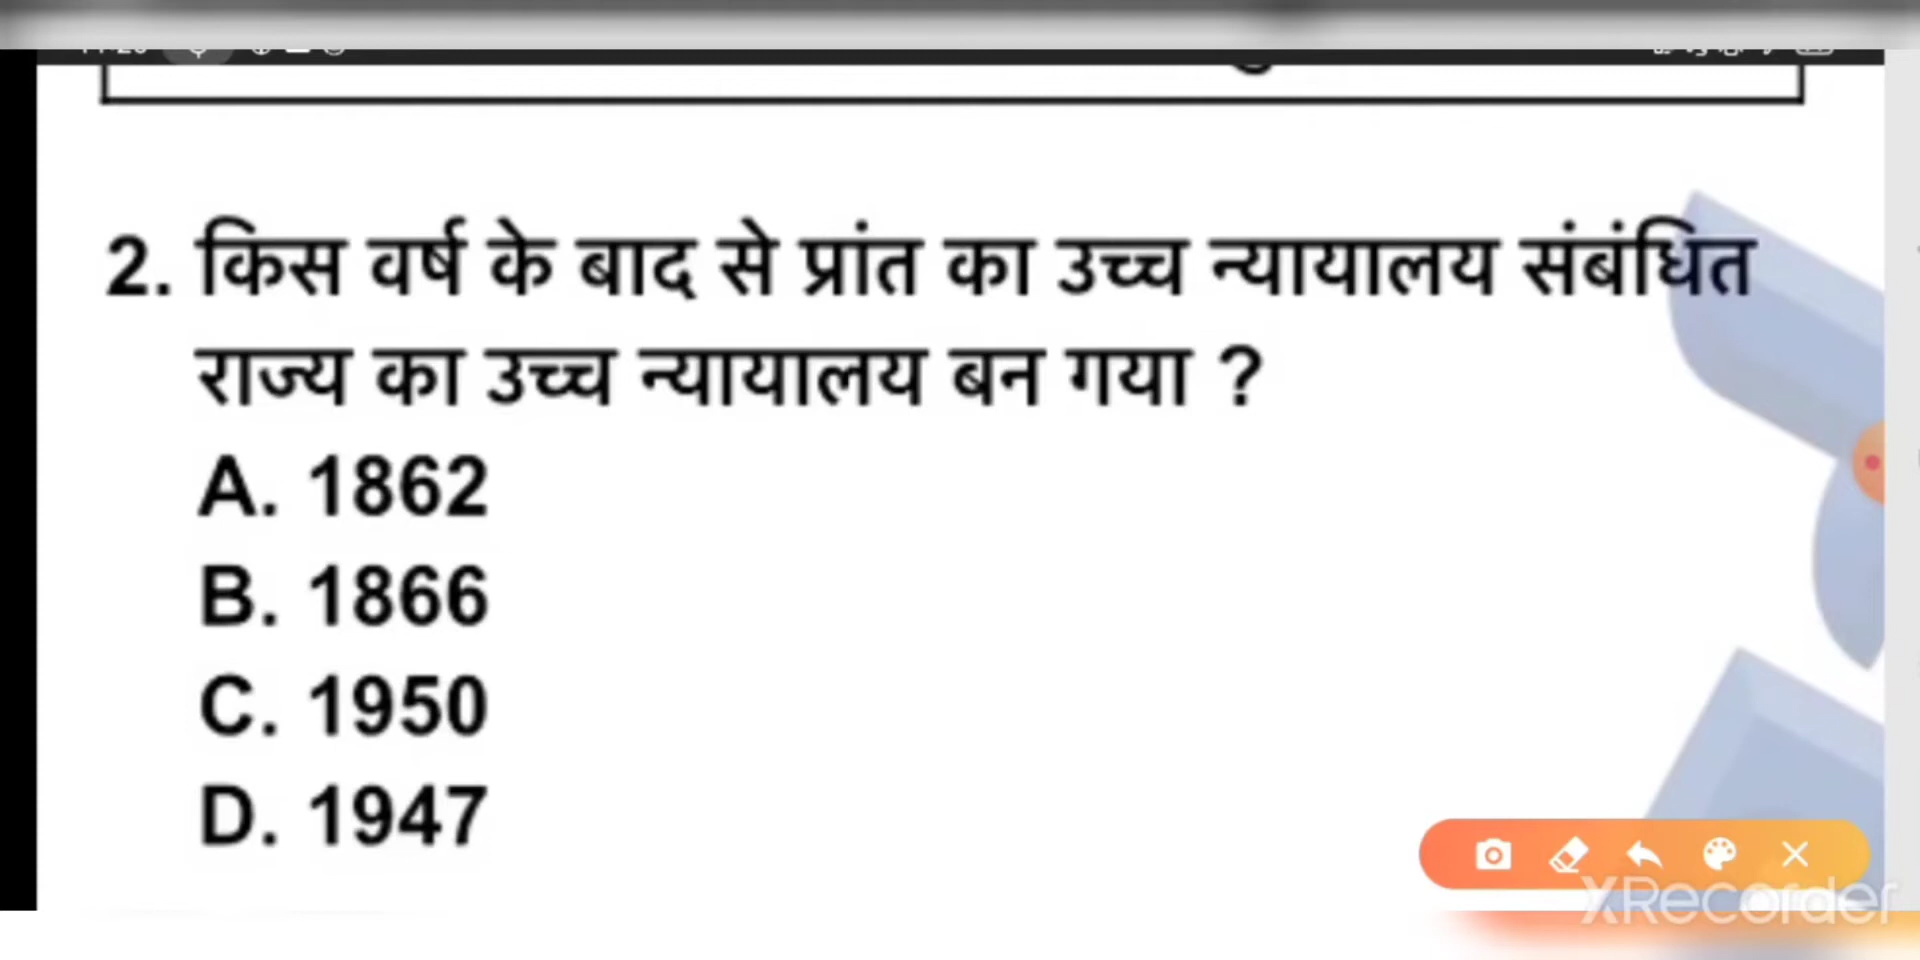 2. किस वर्ष के बाद से प्रांत का उच्च न्यायालय संबंधित
राज्य का उच्च न्यायालय बन गया ?
A. 1862
B. 1866
C. 1950
D. 1947
XRecorder